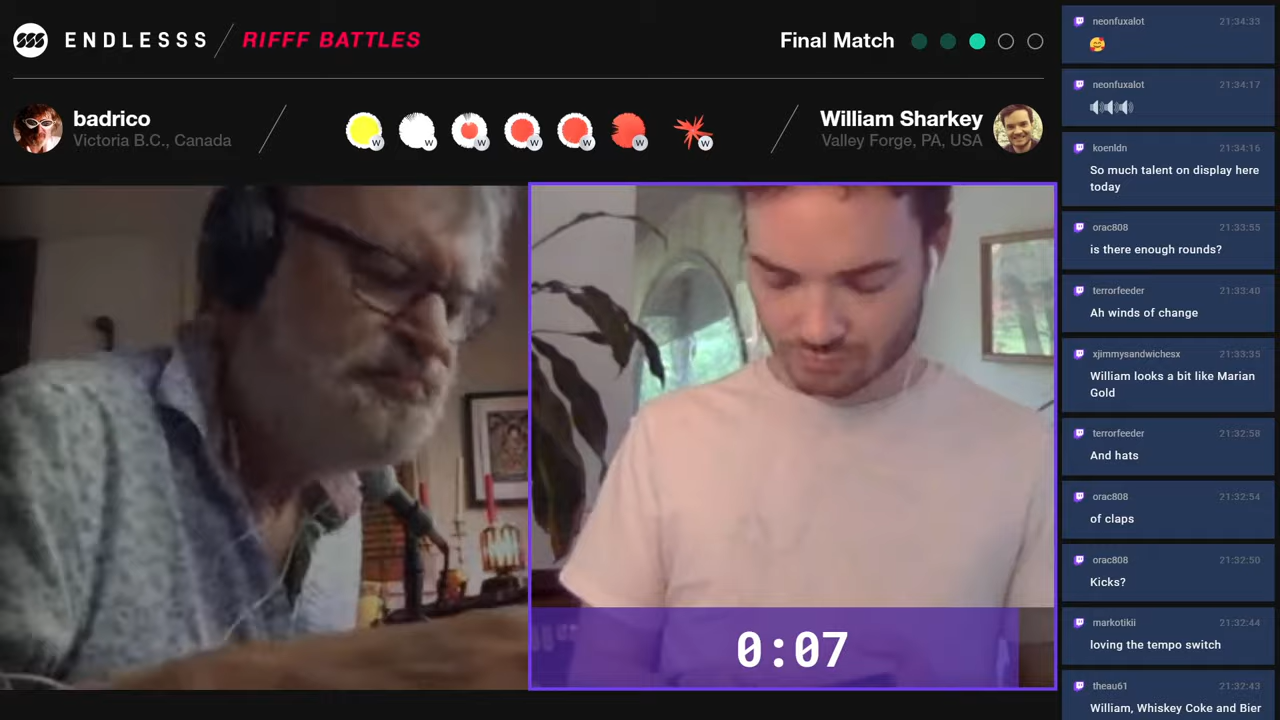 ENDLESSS / RIFFF BATTLES
Final Match
badrico
Victoria B.C., Canada
W W W W W W W
William Sharkey
Valley Forge, PA, USA
0:07
neonfuxalot 21:34:33
🥰
neonfuxalot 21:34:17
🔊🔊🔊
koenldn 21:34:16
So much talent on display here
today
orac808 21:33:55
is there enough rounds?
terrorfeeder 21:33:40
Ah winds of change
xjimmysandwichesx 21:33:35
William looks a bit like Marian
Gold
terrorfeeder 21:32:58
And hats
orac808 21:32:54
of claps
orac808 21:32:50
Kicks?
markotikii 21:32:44
loving the tempo switch
theau61 21:32:43
William, Whiskey Coke and Bier